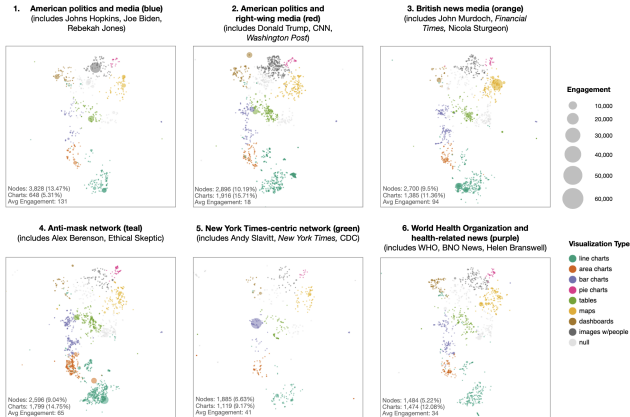 1. American politics and media (blue)
(includes Johns Hopkins, Joe Biden,
Rebekah Jones)
Nodes: 3,828 (13.47%)
Charts: 648 (5.31%)
Avg Engagement: 131
2. American politics and
right-wing media (red)
(includes Donald Trump, CNN,
Washington Post)
Nodes: 2,896 (10.19%)
Charts: 1,916 (15.71%)
Avg Engagement: 18
3. British news media (orange)
(includes John Murdoch, Financial
Times, Nicola Sturgeon)
Nodes: 2,700 (9.5%)
Charts: 1,385 (11.36%)
Avg Engagement: 94
Engagement
10,000
20,000
30,000
40,000
50,000
60,000
4. Anti-mask network (teal)
(includes Alex Berenson, Ethical Skeptic)
Nodes: 2,596 (9.04%)
Charts: 1,799 (14.75%)
Avg Engagement: 65
5. New York Times-centric network (green)
(includes Andy Slavitt, New York Times, CDC)
Nodes: 1,885 (6.63%)
Charts: 1,119 (9.17%)
Avg Engagement: 41
6. World Health Organization and
health-related news (purple)
(includes WHO, BNO News, Helen Branswell)
Nodes: 1,484 (5.22%)
Charts: 1,474 (12.08%)
Avg Engagement: 34
Visualization Type
line charts
area charts
bar charts
pie charts
tables
maps
dashboards
images w/people
null